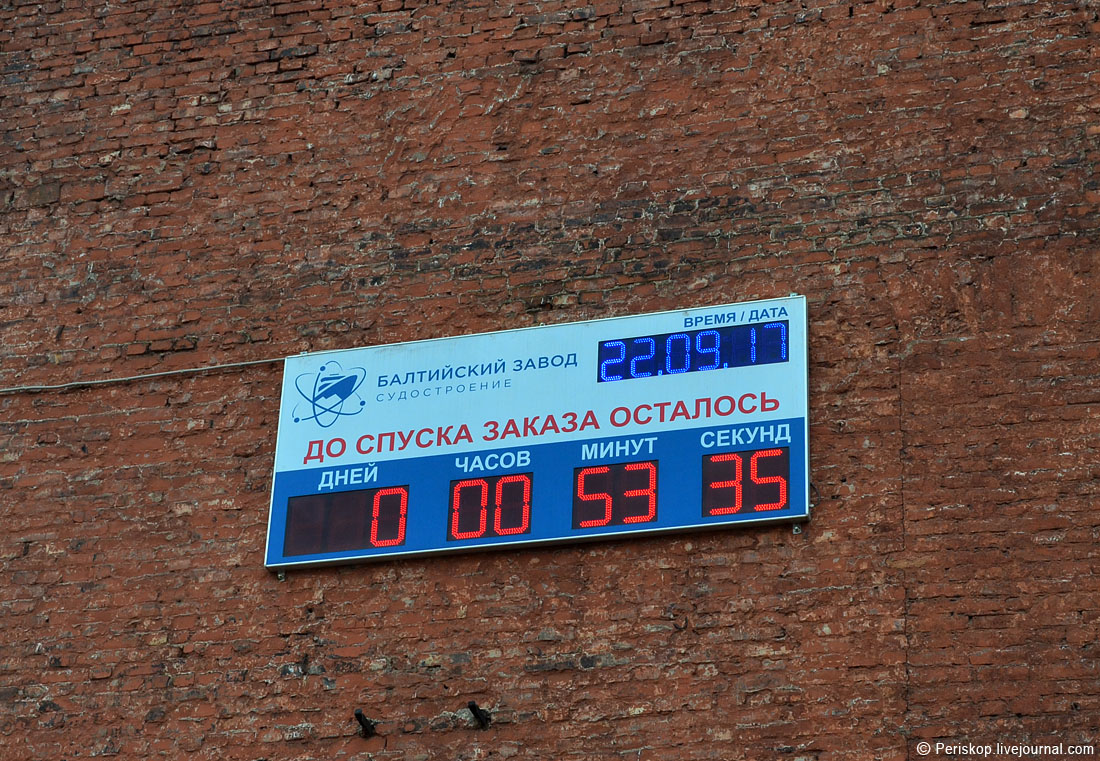 ВРЕМЯ / ДАТА
22.09.17
БАЛТИЙСКИЙ ЗАВОД
СУДОСТРОЕНИЕ
ДО СПУСКА ЗАКАЗА ОСТАЛОСЬ
ДНЕЙ ЧАСОВ МИНУТ СЕКУНД
0 00 53 35
© Periskop.livejournal.com